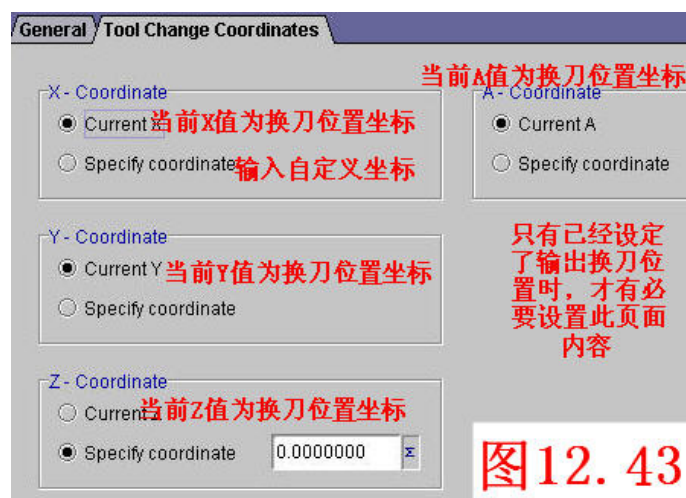 General
Tool Change Coordinates
当前A值为换刀位置坐标
X - Coordinate
Current X
当前X值为换刀位置坐标
Specify coordinate
输入自定义坐标
A - Coordinate
Current A
Specify coordinate
Y - Coordinate
Current Y
当前Y值为换刀位置坐标
Specify coordinate
只有已经设定
了输出换刀位
置时，才有必
要设置此页面
内容
Z - Coordinate
Current Z
当前Z值为换刀位置坐标
Specify coordinate
0.0000000
Σ
图12.43